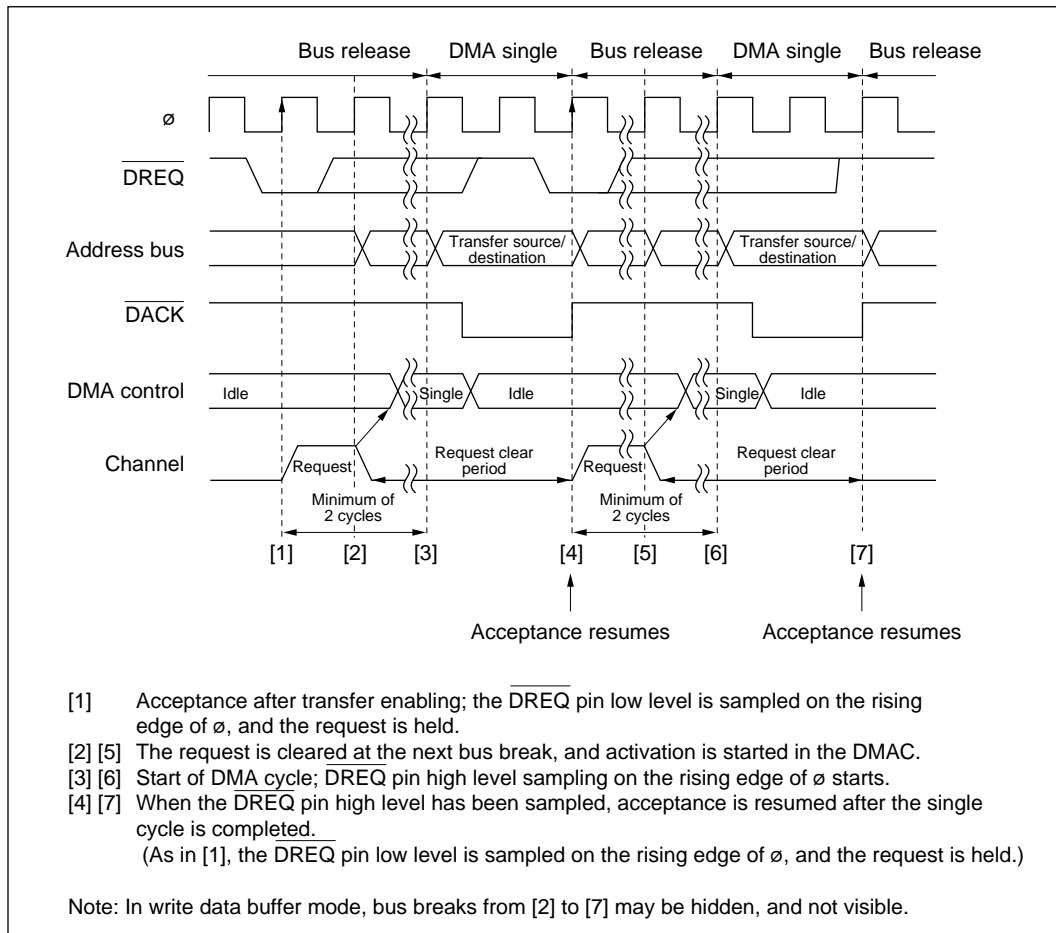 Bus release DMA single Bus release DMA single Bus release
ø
DREQ
Address bus Transfer source/ destination Transfer source/ destination
DACK
DMA control Idle Single Idle Single Idle
Channel Request Request clear period Request Request clear period
Minimum of 2 cycles Minimum of 2 cycles
[1] [2] [3] [4] [5] [6] [7]
Acceptance resumes Acceptance resumes
[1] Acceptance after transfer enabling; the DREQ pin low level is sampled on the rising
edge of ø, and the request is held.
[2] [5] The request is cleared at the next bus break, and activation is started in the DMAC.
[3] [6] Start of DMA cycle; DREQ pin high level sampling on the rising edge of ø starts.
[4] [7] When the DREQ pin high level has been sampled, acceptance is resumed after the single
cycle is completed.
(As in [1], the DREQ pin low level is sampled on the rising edge of ø, and the request is held.)
Note: In write data buffer mode, bus breaks from [2] to [7] may be hidden, and not visible.